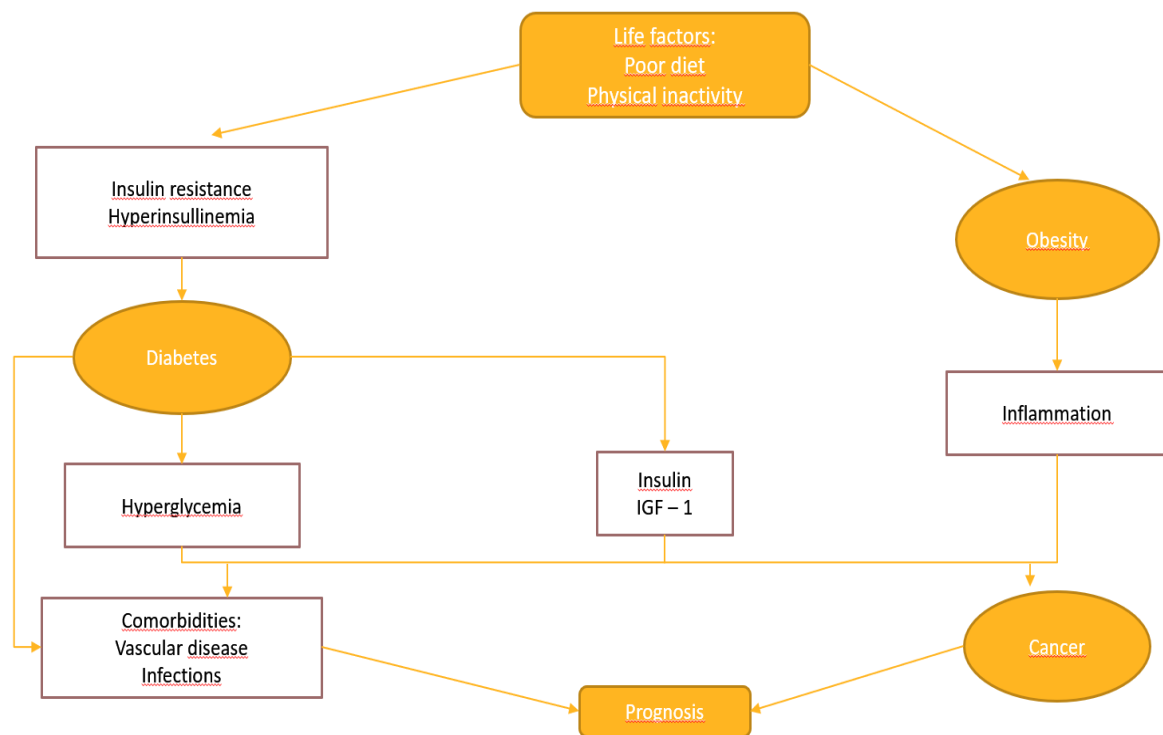 Life factors:
Poor diet
Physical inactivity
Insulin resistance
Hyperinsullinemia
Obesity
Diabetes
Inflammation
Hyperglycemia
Insulin
IGF – 1
Comorbidities:
Vascular disease
Infections
Cancer
Prognosis